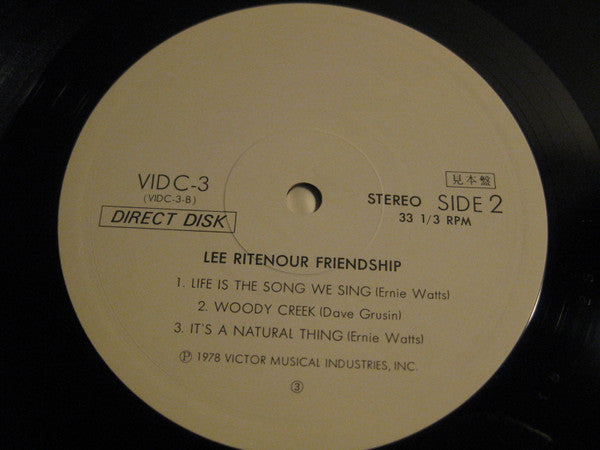 VIDC-3
(VIDC-3-B)
DIRECT DISK
見本盤
STEREO SIDE 2
33 1/3 RPM
LEE RITENOUR FRIENDSHIP
1. LIFE IS THE SONG WE SING (Ernie Watts)
2. WOODY CREEK (Dave Grusin)
3. IT'S A NATURAL THING (Ernie Watts)
Ⓟ 1978 VICTOR MUSICAL INDUSTRIES, INC.
③